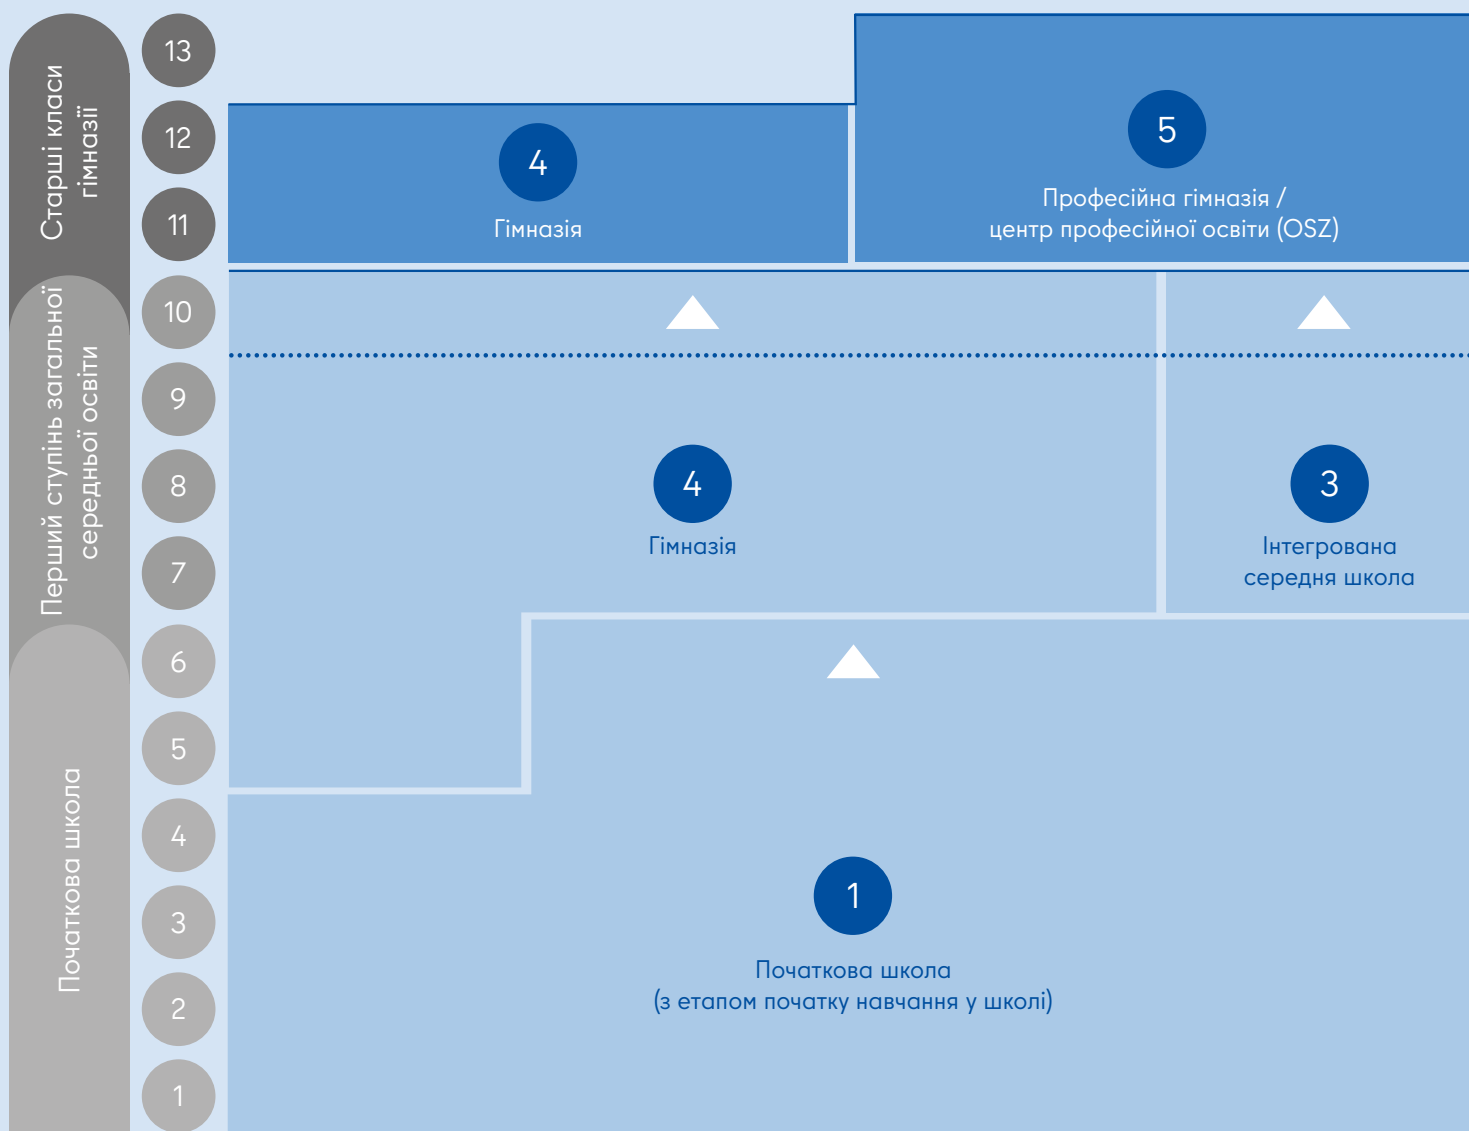 Старші класи
гімназії
Перший ступінь загальної
середньої освіти
Початкова школа
13
12
11
10
9
8
7
6
5
4
3
2
1
4
Гімназія
5
Професійна гімназія /
центр професійної освіти (OSZ)
4
Гімназія
3
Інтегрована
середня школа
1
Початкова школа
(з етапом початку навчання у школі)